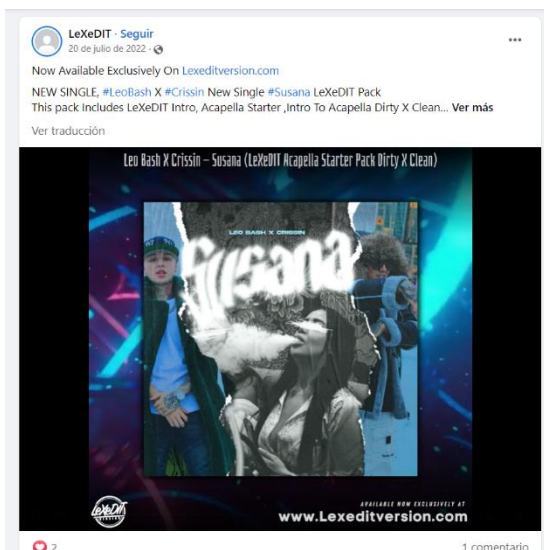 LeXeDIT · Seguir
20 de julio de 2022 ·
Now Available Exclusively On Lexeditversion.com
NEW SINGLE, #LeoBash X #Crissin New Single #Susana LeXeDIT Pack
This pack Includes LeXeDIT Intro, Acapella Starter ,Intro To Acapella Dirty X Clean... Ver más
Ver traducción
Leo Bash X Crissin – Susana (LeXeDIT Acapella Starter Pack Dirty X Clean)
LEO BASH X CRISSIN
Susana
LeXeDIT
VERSION
AVAILABLE NOW EXCLUSIVELY AT
www.Lexeditversion.com
2
1 comentario